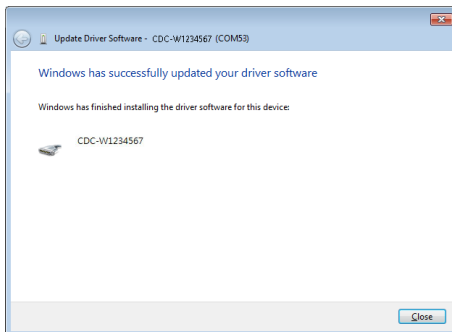 Update Driver Software - CDC-W1234567 (COM53)
Windows has successfully updated your driver software
Windows has finished installing the driver software for this device:
CDC-W1234567
Close